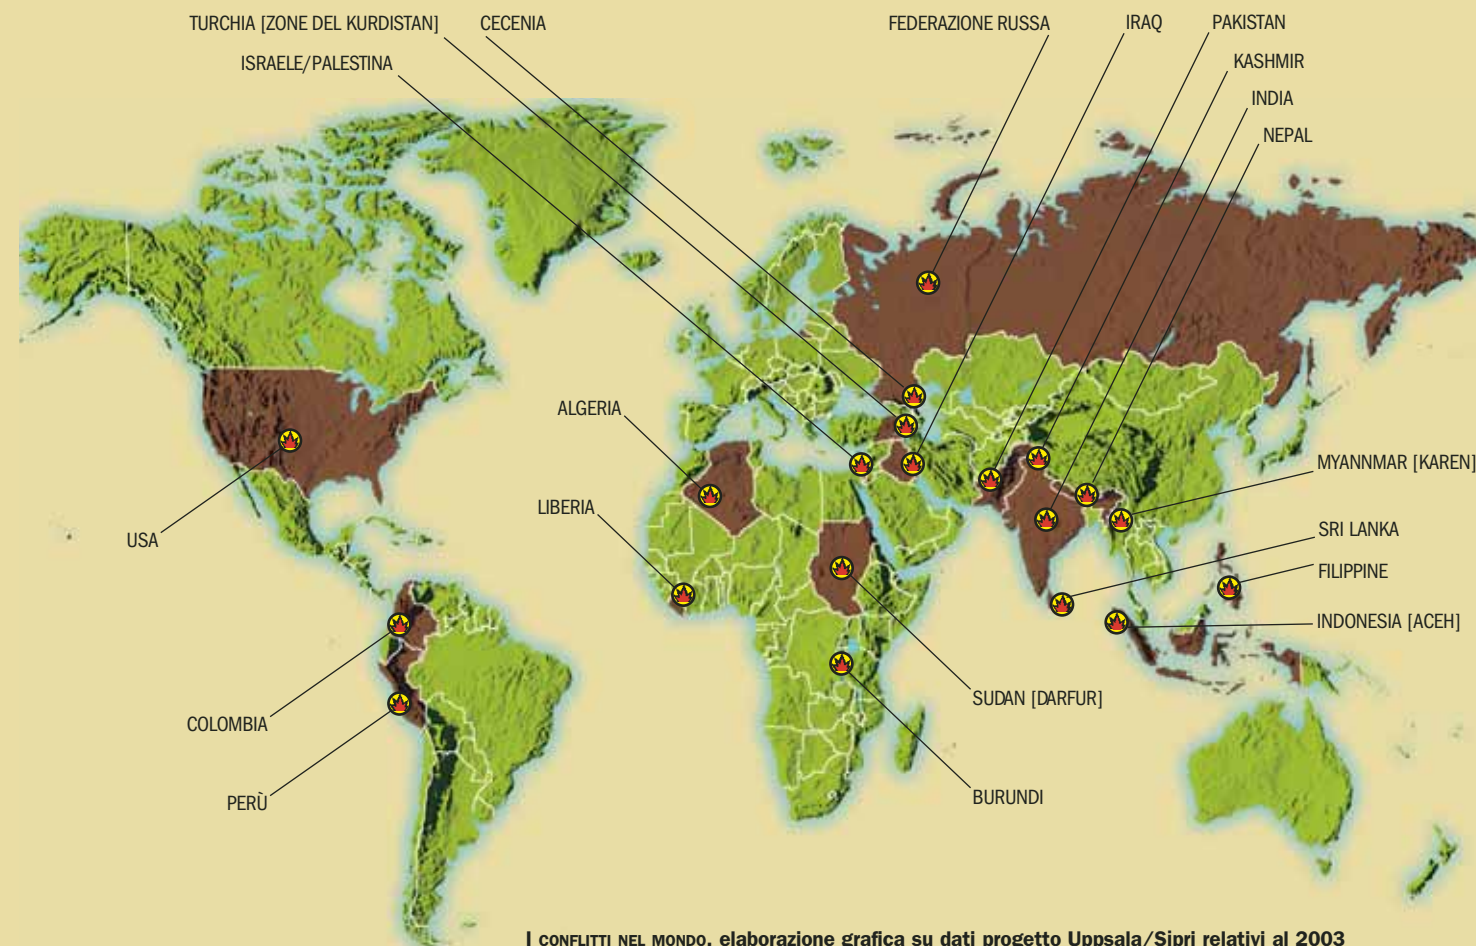 TURCHIA [ZONE DEL KURDISTAN]
CECENIA
FEDERAZIONE RUSSA
IRAQ
PAKISTAN
ISRAELE/PALESTINA
KASHMIR
INDIA
NEPAL
ALGERIA
MYANNMAR [KAREN]
LIBERIA
SRI LANKA
USA
FILIPPINE
INDONESIA [ACEH]
SUDAN [DARFUR]
COLOMBIA
BURUNDI
PERÙ
I CONFLITTI NEL MONDO, elaborazione grafica su dati progetto Uppsala/Sipri relativi al 2003